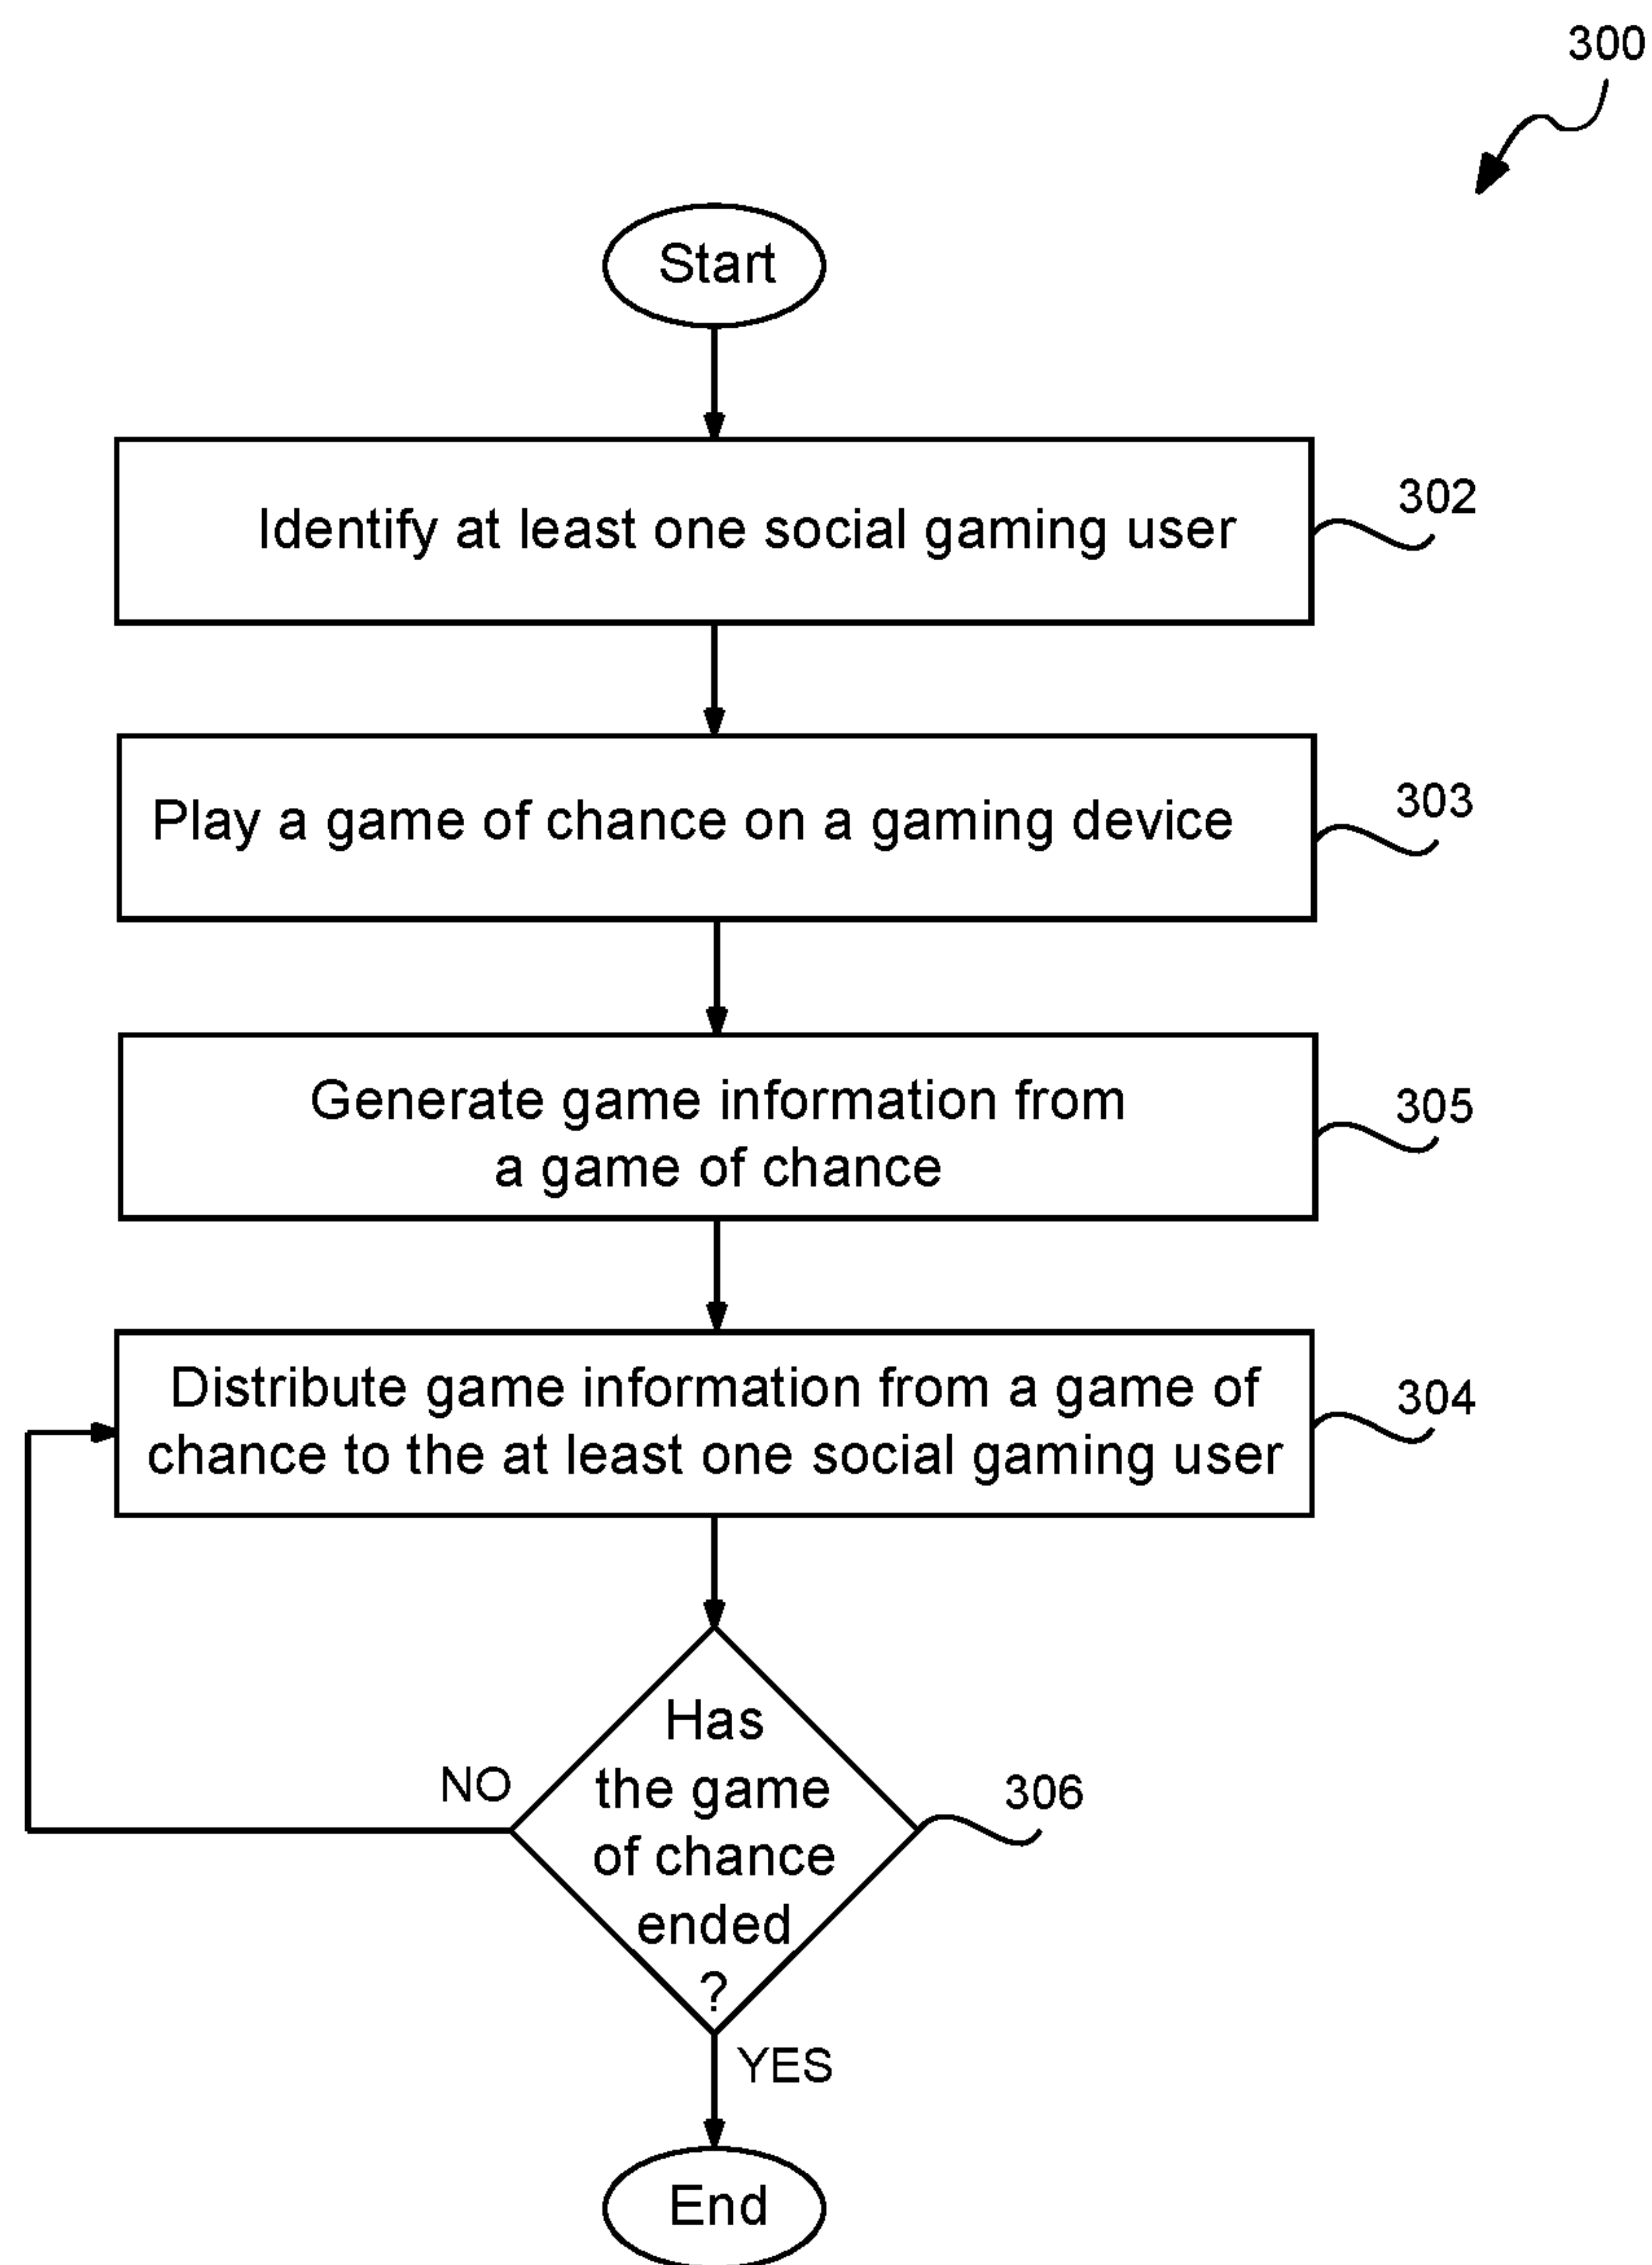 300
Start
Identify at least one social gaming user
302
Play a game of chance on a gaming device
303
Generate game information from
a game of chance
305
Distribute game information from a game of
chance to the at least one social gaming user
304
Has
the game
of chance
ended
?
NO
306
YES
End